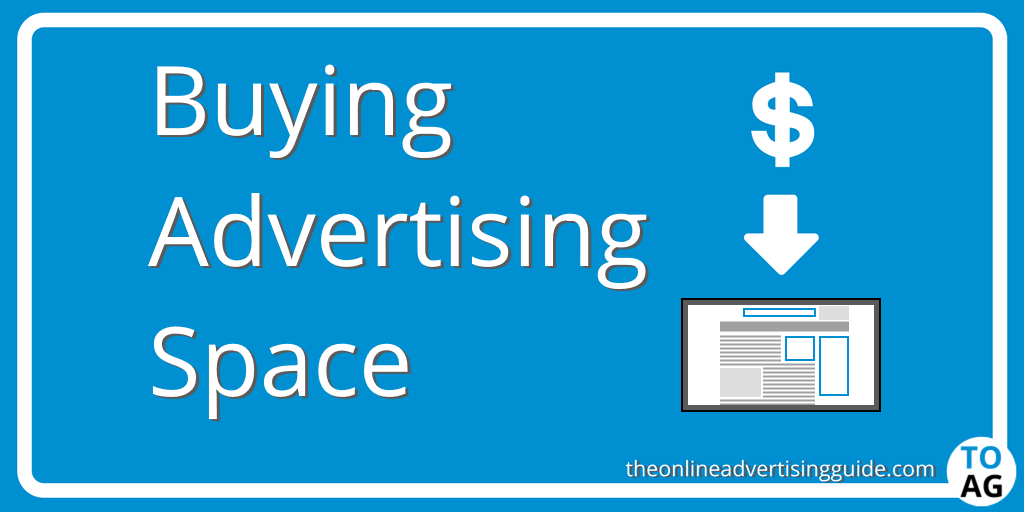 Buying
Advertising
Space
$
theonlineadvertisingguide.com
TO
AG